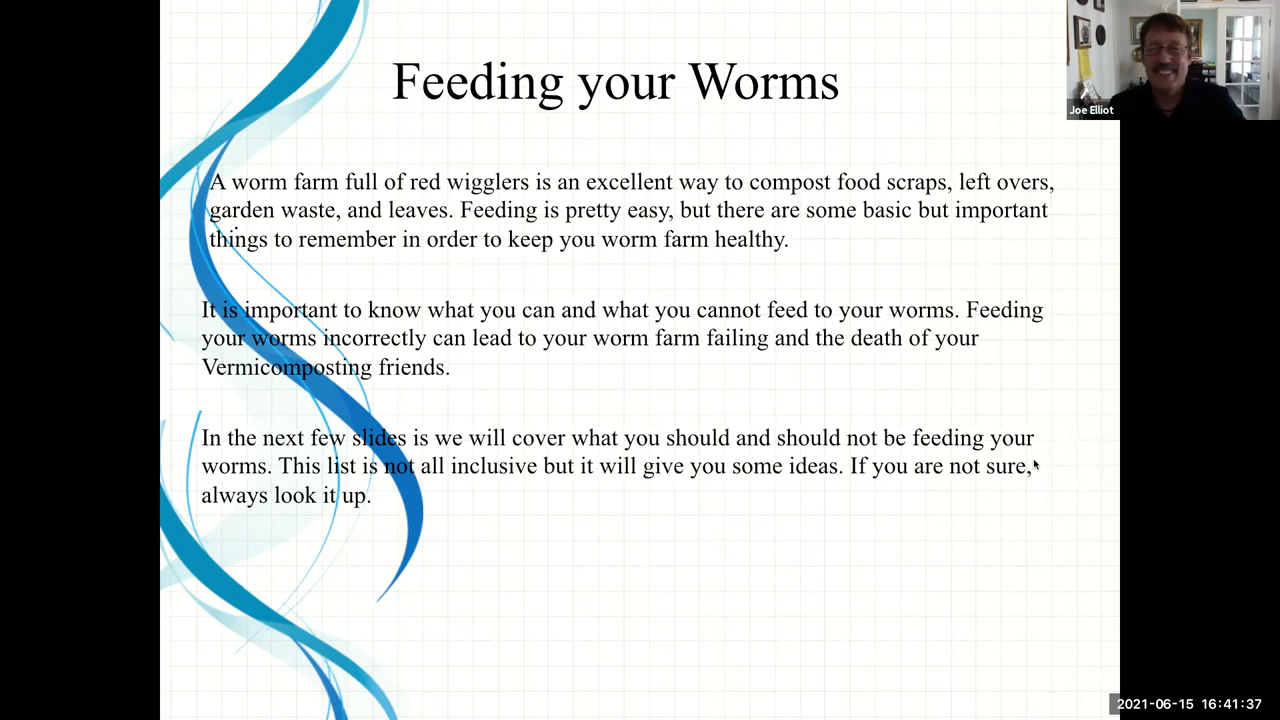 Feeding your Worms
Joe Elliot
A worm farm full of red wigglers is an excellent way to compost food scraps, left overs,
garden waste, and leaves. Feeding is pretty easy, but there are some basic but important
things to remember in order to keep you worm farm healthy.
It is important to know what you can and what you cannot feed to your worms. Feeding
your worms incorrectly can lead to your worm farm failing and the death of your
Vermicomposting friends.
In the next few slides is we will cover what you should and should not be feeding your
worms. This list is not all inclusive but it will give you some ideas. If you are not sure,
always look it up.
2021-06-15 16:41:37